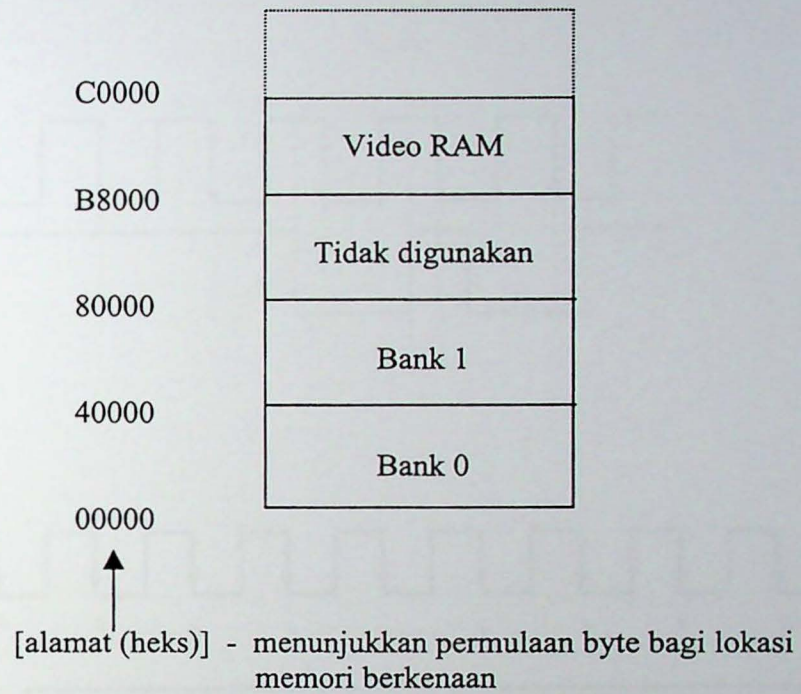 C0000
Video RAM
B8000
Tidak digunakan
80000
Bank 1
40000
Bank 0
00000
[alamat (heks)] - menunjukkan permulaan byte bagi lokasi
memori berkenaan